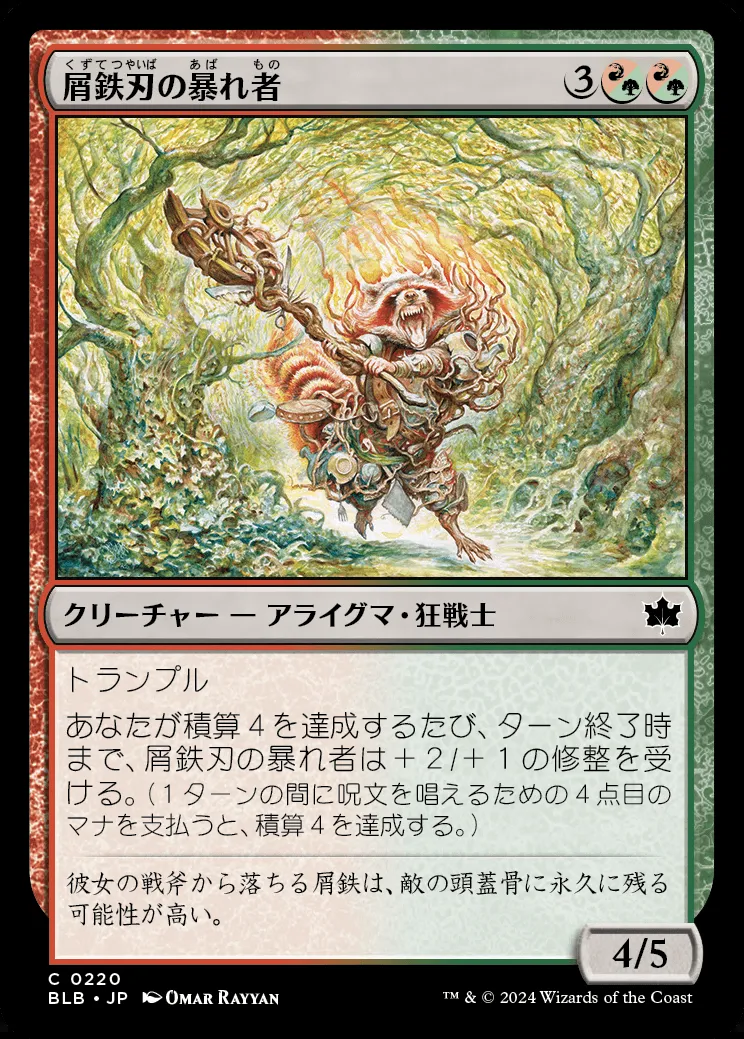 くずてつやいば あば もの
屑鉄刃の暴れ者
3
クリーチャー — アライグマ・狂戦士
トランプル
あなたが積算４を達成するたび、ターン終了時
まで、屑鉄刃の暴れ者は＋２/＋１の修整を受
ける。（１ターンの間に呪文を唱えるための４点目の
マナを支払うと、積算４を達成する。）
彼女の戦斧から落ちる屑鉄は、敵の頭蓋骨に永久に残る
可能性が高い。
4/5
C 0220
BLB • JP OMAR RAYYAN
™ & © 2024 Wizards of the Coast